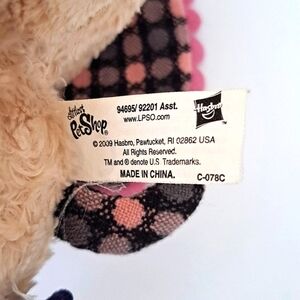 Littlest
PetShop
94695/ 92201 Asst.
www.LPSO.com
Hasbro
© 2009 Hasbro, Pawtucket, RI 02862 USA
All Rights Reserved.
TM and ® denote U.S. Trademarks.
MADE IN CHINA.
C-078C